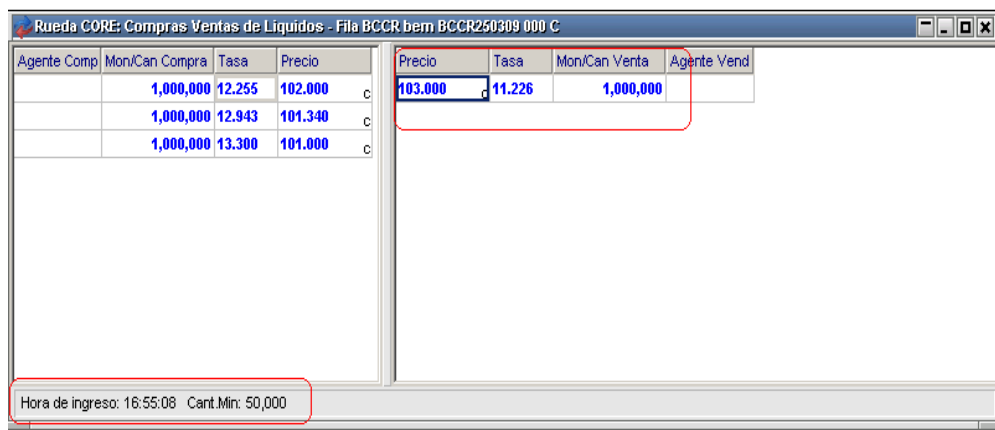 Rueda CORE: Compras Ventas de Liquidos - Fila BCCR bem BCCR250309 000 C
Agente Comp Mon/Can Compra Tasa Precio
1,000,000 12.255 102.000 c
1,000,000 12.943 101.340 c
1,000,000 13.300 101.000 c
Precio Tasa Mon/Can Venta Agente Vend
103.000 c 11.226 1,000,000
Hora de ingreso: 16:55:08 Cant.Min: 50,000